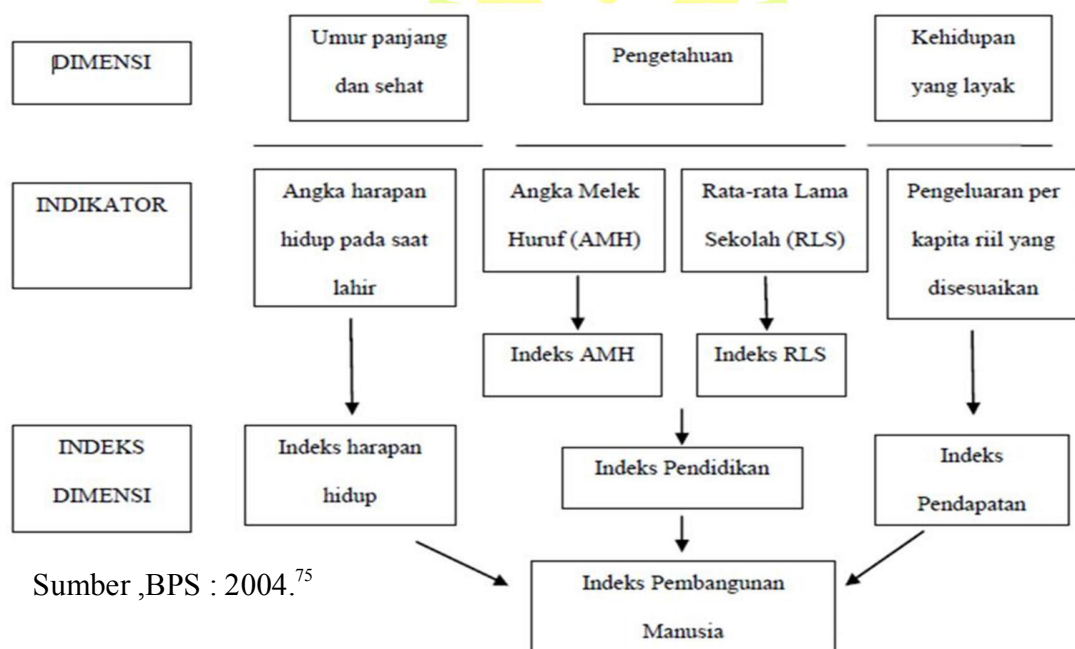 DIMENSI
Umur panjang
dan sehat
Pengetahuan
Kehidupan
yang layak
INDIKATOR
Angka harapan
hidup pada saat
lahir
Angka Melek
Huruf (AMH)
Rata-rata Lama
Sekolah (RLS)
Pengeluaran per
kapita riil yang
disesuaikan
Indeks AMH
Indeks RLS
INDEKS
DIMENSI
Indeks harapan
hidup
Indeks Pendidikan
Indeks
Pendapatan
Indeks Pembangunan
Manusia
Sumber ,BPS : 2004.75